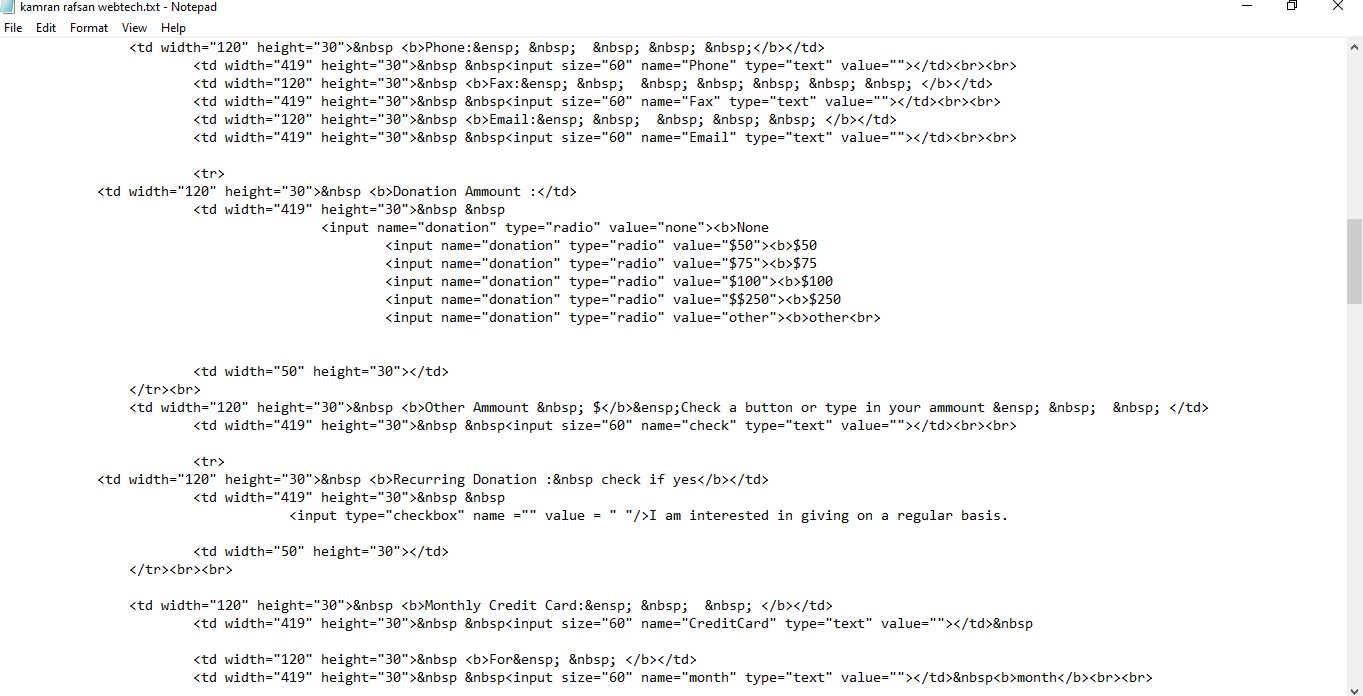 kamran rafsan webtech.txt - Notepad
File Edit Format View Help
<td width="120" height="30">&nbsp <b>Phone:&ensp; &nbsp;  &nbsp; &nbsp; &nbsp;</b></td>
<td width="419" height="30">&nbsp &nbsp<input size="60" name="Phone" type="text" value=""></td><br><br>
<td width="120" height="30">&nbsp <b>Fax:&ensp; &nbsp;  &nbsp; &nbsp; &nbsp; &nbsp; &nbsp; </b></td>
<td width="419" height="30">&nbsp &nbsp<input size="60" name="Fax" type="text" value=""></td><br><br>
<td width="120" height="30">&nbsp <b>Email:&ensp; &nbsp;  &nbsp; &nbsp; &nbsp; </b></td>
<td width="419" height="30">&nbsp &nbsp<input size="60" name="Email" type="text" value=""></td><br><br>
<tr>
<td width="120" height="30">&nbsp <b>Donation Ammount :</td>
<td width="419" height="30">&nbsp &nbsp
<input name="donation" type="radio" value="none"><b>None
<input name="donation" type="radio" value="$50"><b>$50
<input name="donation" type="radio" value="$75"><b>$75
<input name="donation" type="radio" value="$100"><b>$100
<input name="donation" type="radio" value="$$250"><b>$250
<input name="donation" type="radio" value="other"><b>other<br>
<td width="50" height="30"></td>
</tr><br>
<td width="120" height="30">&nbsp <b>Other Ammount &nbsp; $</b>&ensp;Check a button or type in your ammount &ensp; &nbsp;  &nbsp; </td>
<td width="419" height="30">&nbsp &nbsp<input size="60" name="check" type="text" value=""></td><br><br>
<tr>
<td width="120" height="30">&nbsp <b>Recurring Donation :&nbsp check if yes</b></td>
<td width="419" height="30">&nbsp &nbsp
<input type="checkbox" name ="" value = " "/>I am interested in giving on a regular basis.
<td width="50" height="30"></td>
</tr><br><br>
<td width="120" height="30">&nbsp <b>Monthly Credit Card:&ensp; &nbsp;  &nbsp; </b></td>
<td width="419" height="30">&nbsp &nbsp<input size="60" name="CreditCard" type="text" value=""></td>&nbsp
<td width="120" height="30">&nbsp <b>For&ensp; &nbsp; </b></td>
<td width="419" height="30">&nbsp &nbsp<input size="60" name="month" type="text" value=""></td>&nbsp<b>month</b><br><br>